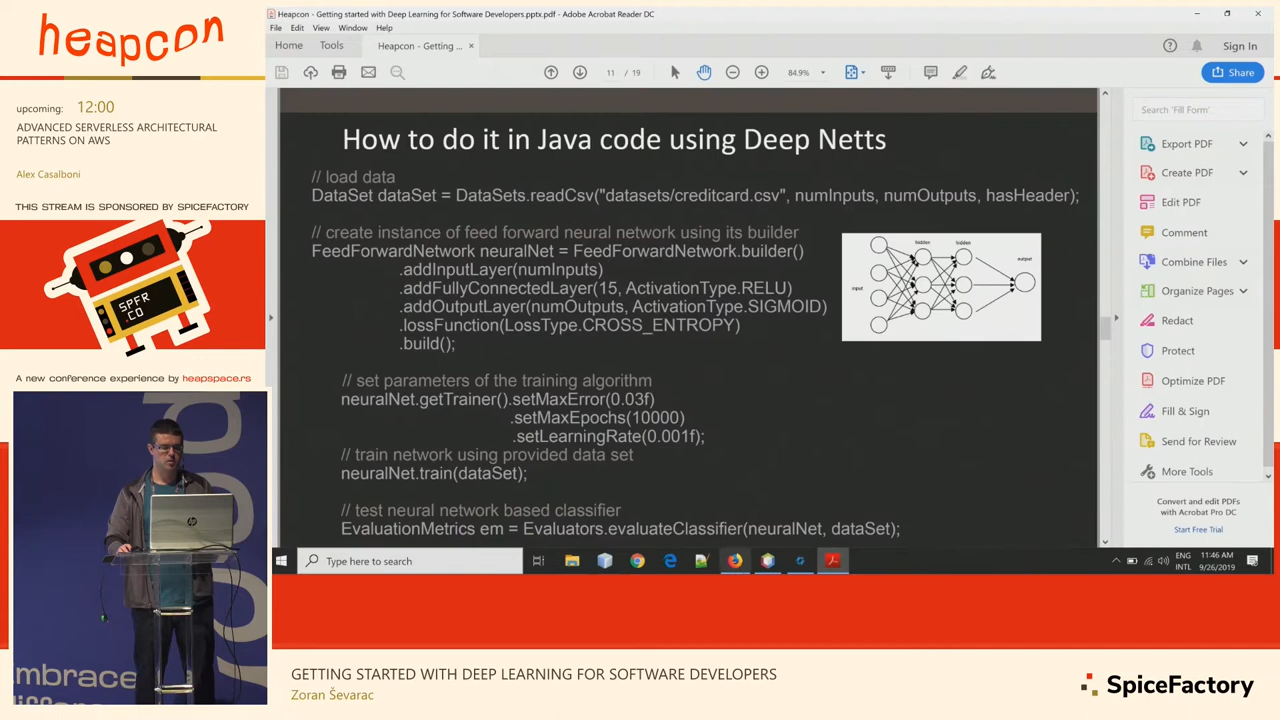 heapcon
upcoming: 12:00
ADVANCED SERVERLESS ARCHITECTURAL
PATTERNS ON AWS
Alex Casalboni
THIS STREAM IS SPONSORED BY SPICEFACTORY
SPFR
.CO
A new conference experience by heapspace.rs
Heapcon - Getting started with Deep Learning for Software Developers.pptx.pdf - Adobe Acrobat Reader DC
File Edit View Window Help
Home Tools Heapcon - Getting ... × Sign In
11 / 19 84.9% Share
How to do it in Java code using Deep Netts
// load data
DataSet dataSet = DataSets.readCsv("datasets/creditcard.csv", numInputs, numOutputs, hasHeader);
// create instance of feed forward neural network using its builder
FeedForwardNetwork neuralNet = FeedForwardNetwork.builder()
.addInputLayer(numInputs)
.addFullyConnectedLayer(15, ActivationType.RELU)
.addOutputLayer(numOutputs, ActivationType.SIGMOID)
.lossFunction(LossType.CROSS_ENTROPY)
.build();
hidden hidden
output
input
// set parameters of the training algorithm
neuralNet.getTrainer().setMaxError(0.03f)
.setMaxEpochs(10000)
.setLearningRate(0.001f);
// train network using provided data set
neuralNet.train(dataSet);
// test neural network based classifier
EvaluationMetrics em = Evaluators.evaluateClassifier(neuralNet, dataSet);
Search 'Fill Form'
Export PDF
Create PDF
Edit PDF
Comment
Combine Files
Organize Pages
Redact
Protect
Optimize PDF
Fill & Sign
Send for Review
More Tools
Convert and edit PDFs
with Acrobat Pro DC
Start Free Trial
Type here to search
ENG 11:46 AM
INTL 9/26/2019
hp
mbrace
GETTING STARTED WITH DEEP LEARNING FOR SOFTWARE DEVELOPERS
Zoran Ševarac
SpiceFactory